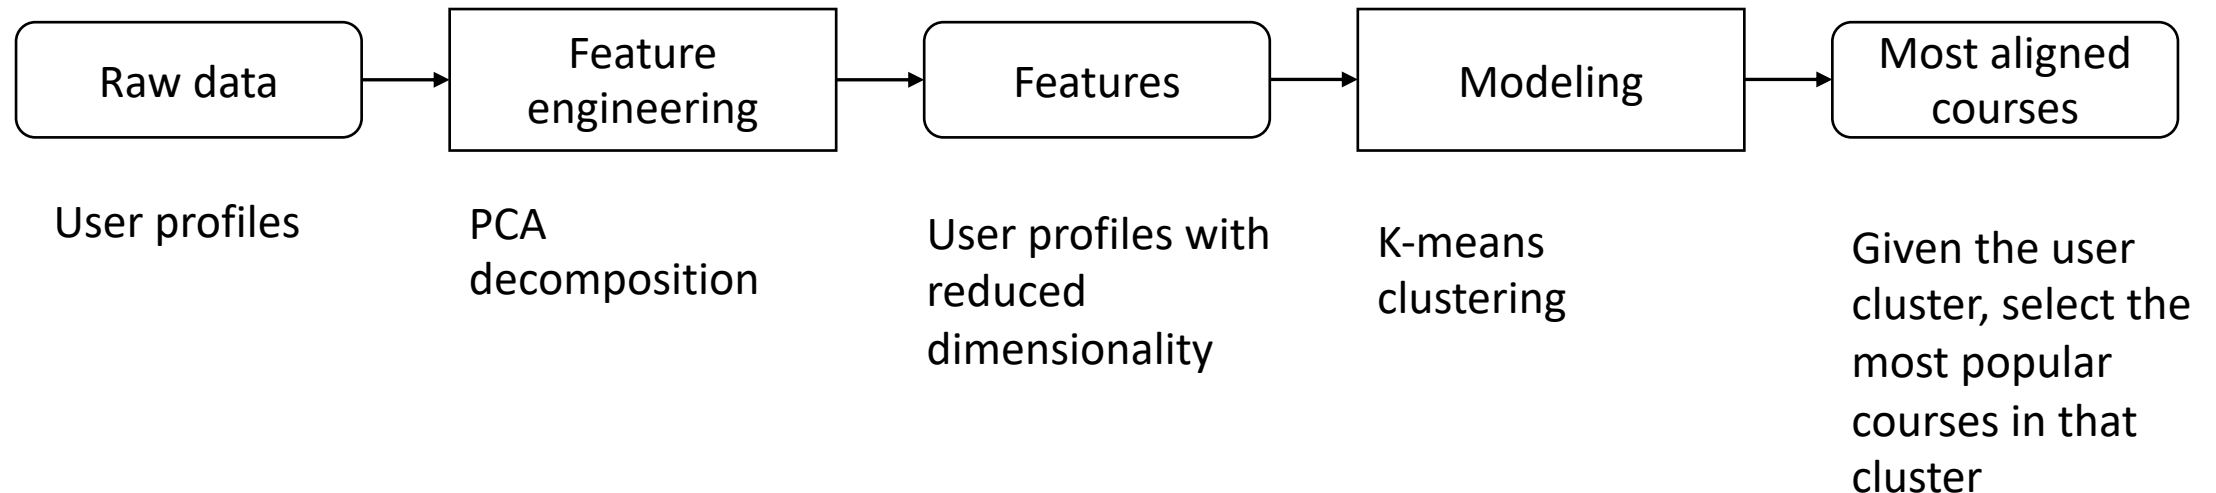 Raw data
Feature
engineering
Features
Modeling
Most aligned
courses
User profiles
PCA
decomposition
User profiles with
reduced
dimensionality
K-means
clustering
Given the user
cluster, select the
most popular
courses in that
cluster